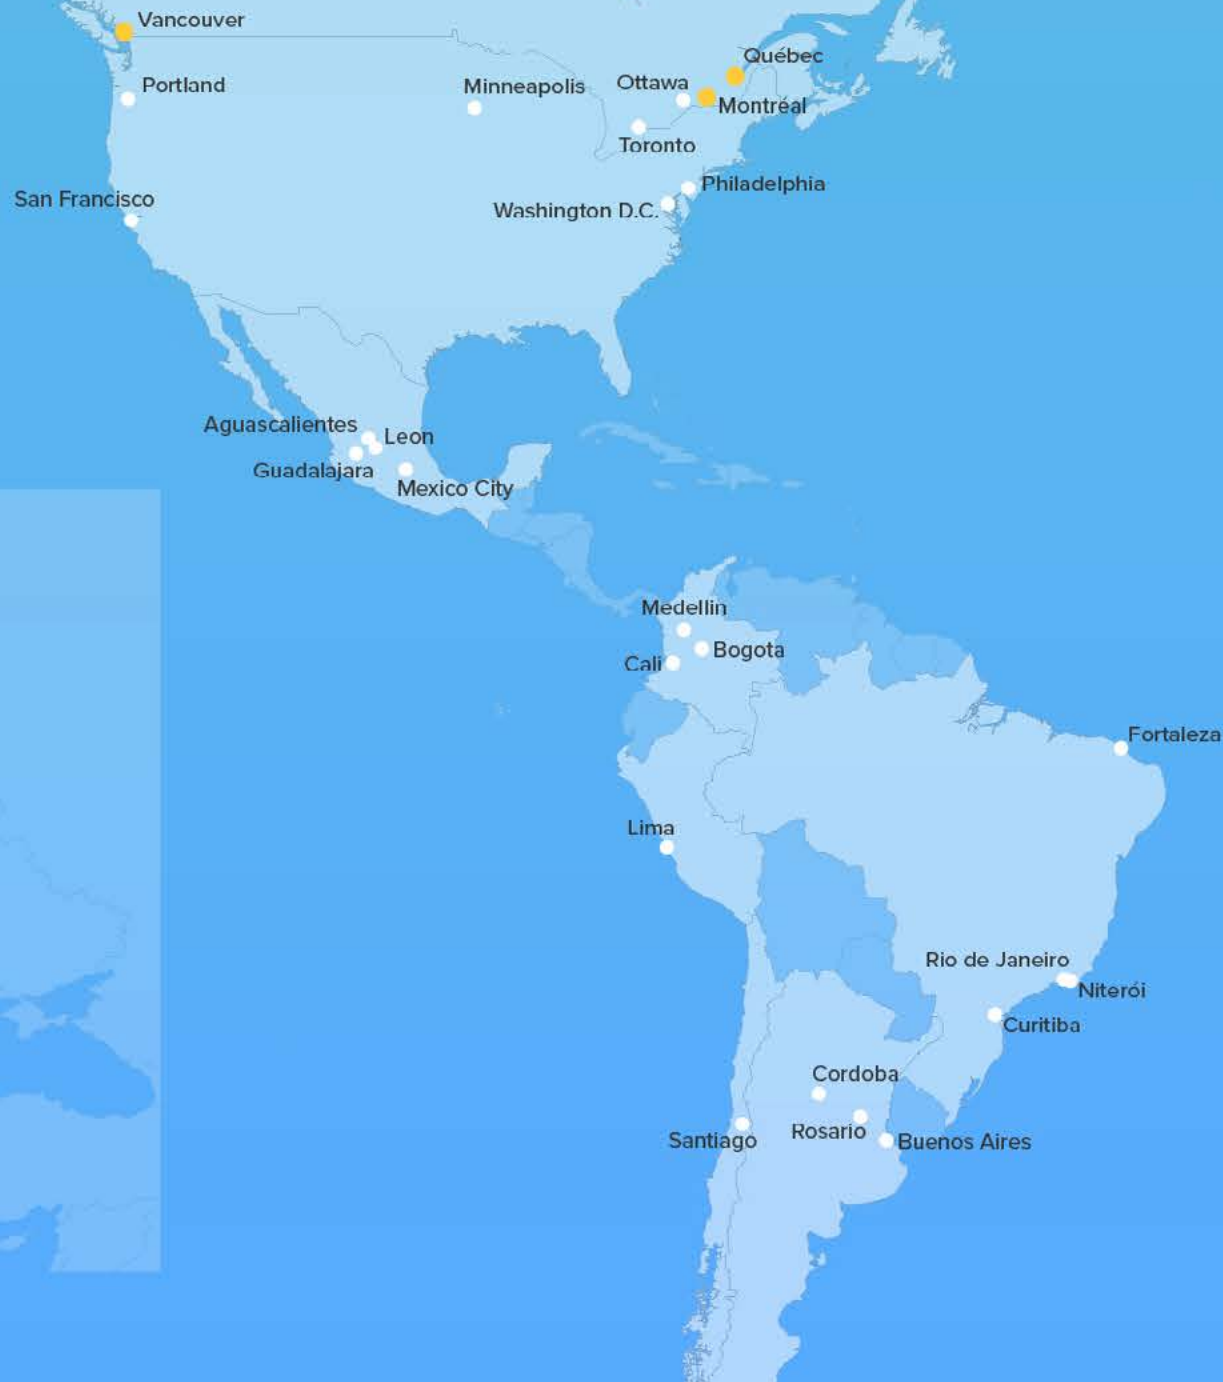 Vancouver
Québec
Portland
Minneapolis
Ottawa
Montréal
Toronto
Philadelphia
San Francisco
Washington D.C.
Aguascalientes
Leon
Guadalajara
Mexico City
Medellin
Bogota
Cali
Fortaleza
Lima
Rio de Janeiro
Niterói
Curitiba
Cordoba
Rosario
Santiago
Buenos Aires